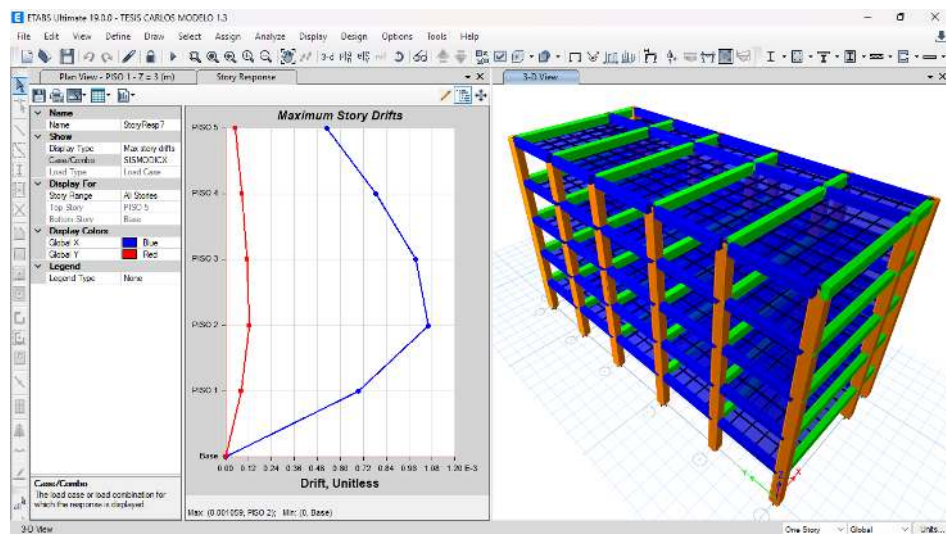 ETABS Ultimate 19.0.0 - TESIS CARLOS MODELO 1.3
File Edit View Define Draw Select Assign Analyze Display Design Options Tools Help
Plan View - PISO 1 - Z = 3 (m)
Story Response
3-D View
Name
Name StoryResp7
Show
Display Type Max story drifts
Case/Combo SISMODICX
Load Type Load Case
Display For
Story Range All Stories
Top Story PISO 5
Bottom Story Base
Display Colors
Global X Blue
Global Y Red
Legend
Legend Type None
Case/Combo
The load case or load combination for
which the response is displayed.
Maximum Story Drifts
PISO 5
PISO 4
PISO 3
PISO 2
PISO 1
Base
0.00 0.12 0.24 0.36 0.48 0.60 0.72 0.84 0.96 1.08 1.20 E-3
Drift, Unitless
Max: (0.001059, PISO 2); Min: (0, Base)
Y
X
3-D View
One Story
Global
Units...